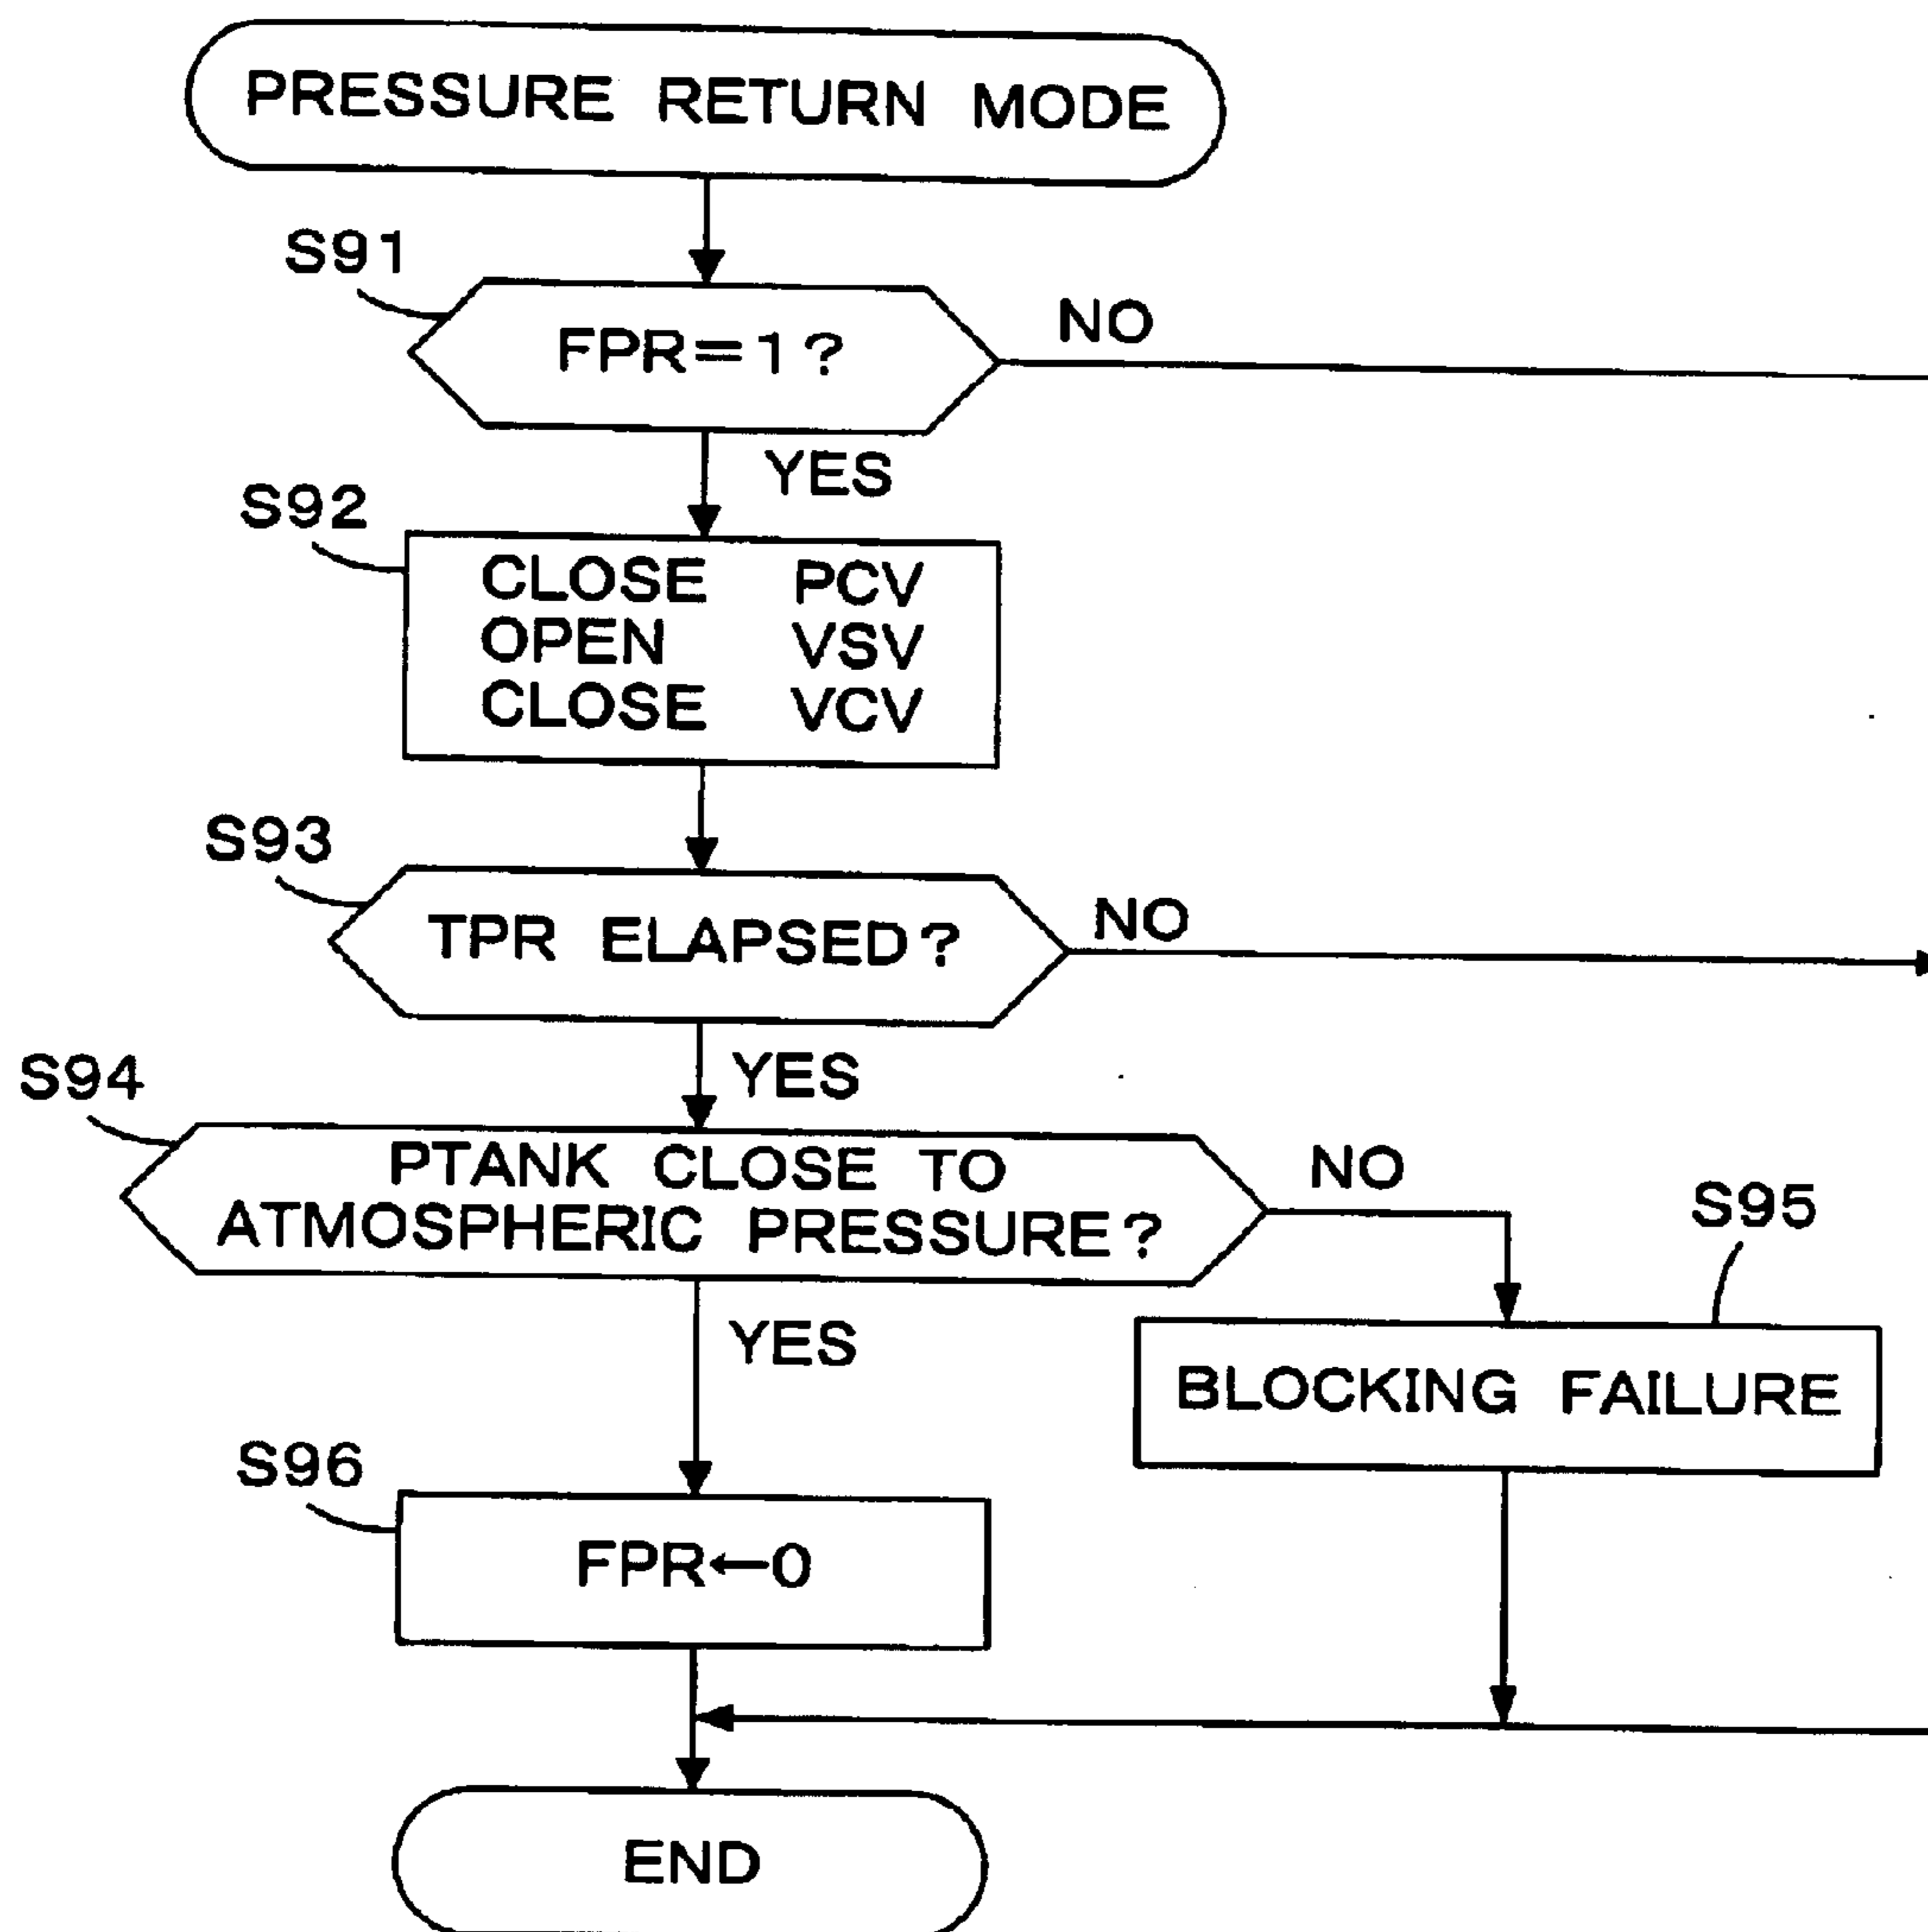 PRESSURE RETURN MODE
S91
FPR=1?
NO
YES
S92
CLOSE PCV
OPEN VSV
CLOSE VCV
S93
TPR ELAPSED?
NO
YES
S94
PTANK CLOSE TO
ATMOSPHERIC PRESSURE?
NO
S95
YES
BLOCKING FAILURE
S96
FPR←0
END